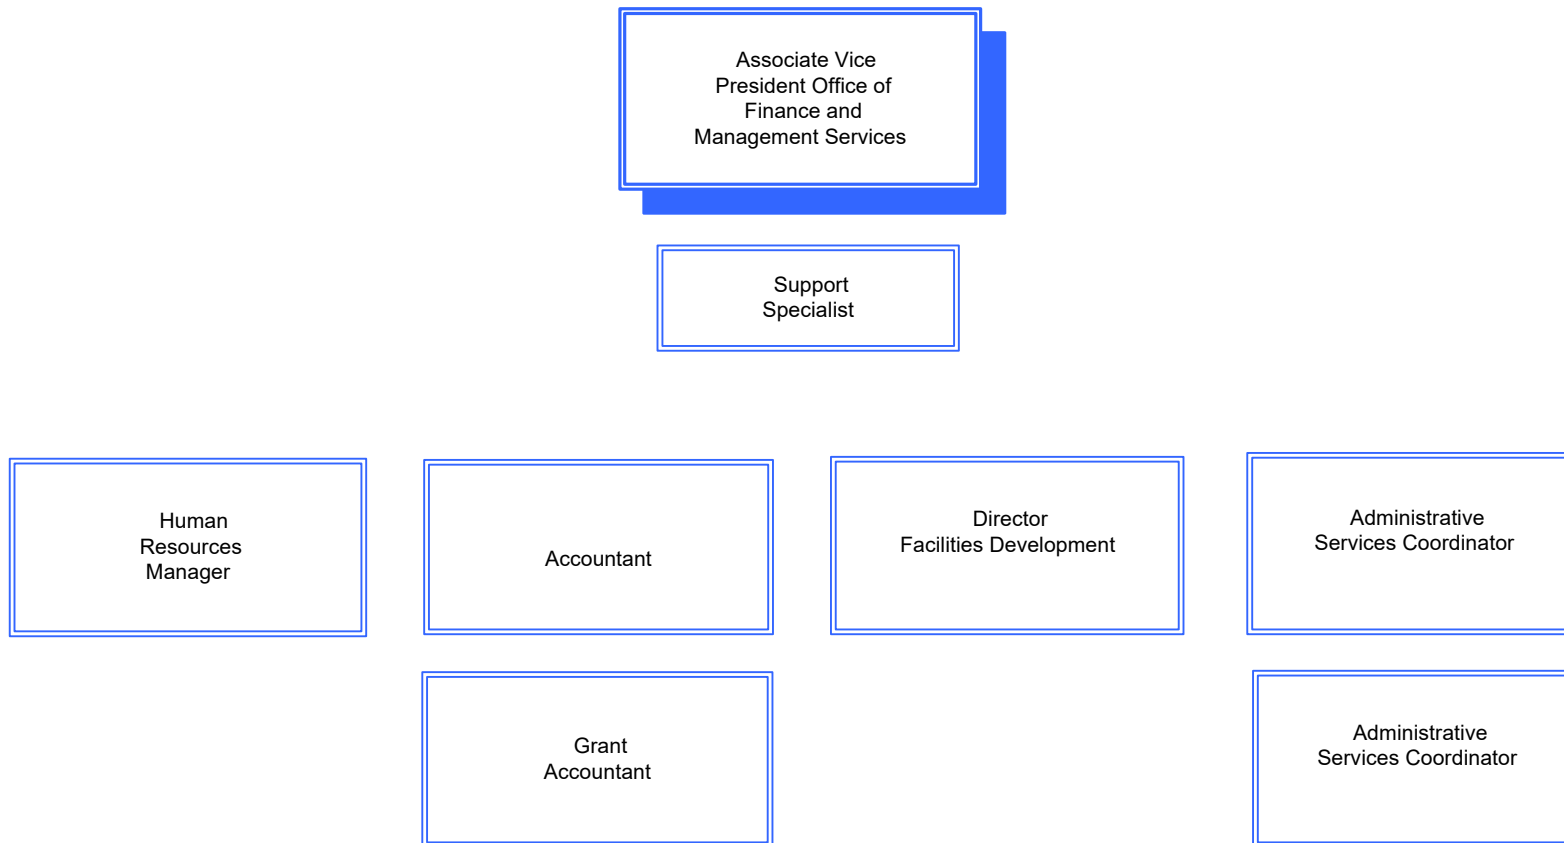 Associate Vice
President Office of
Finance and
Management Services
Support
Specialist
Human
Resources
Manager
Accountant
Director
Facilities Development
Administrative
Services Coordinator
Grant
Accountant
Administrative
Services Coordinator